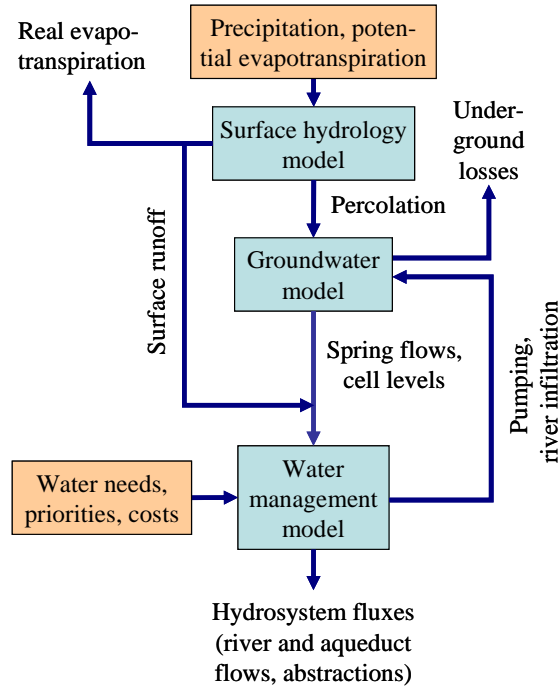 Real evapo-
transpiration
Precipitation, poten-
tial evapotranspiration
Surface hydrology
model
Under-
ground
losses
Percolation
Surface runoff
Groundwater
model
Spring flows,
cell levels
Pumping,
river infiltration
Water needs,
priorities, costs
Water
management
model
Hydrosystem fluxes
(river and aqueduct
flows, abstractions)